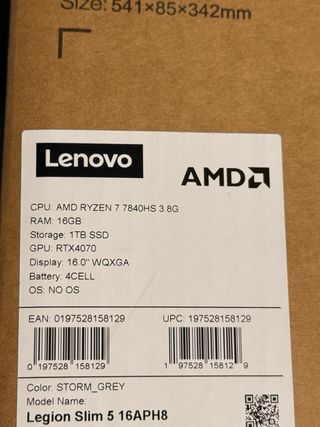 Size: 541×85×342mm
Lenovo
AMD
CPU: AMD RYZEN 7 7840HS 3 8G
RAM: 16GB
Storage: 1TB SSD
GPU: RTX4070
Display: 16.0" WQXGA
Battery: 4CELL
OS: NO OS
EAN: 0197528158129
UPC: 197528158129
0 197528 158129
1 97528 15812 9
Color: STORM_GREY
Model Name:
Legion Slim 5 16APH8